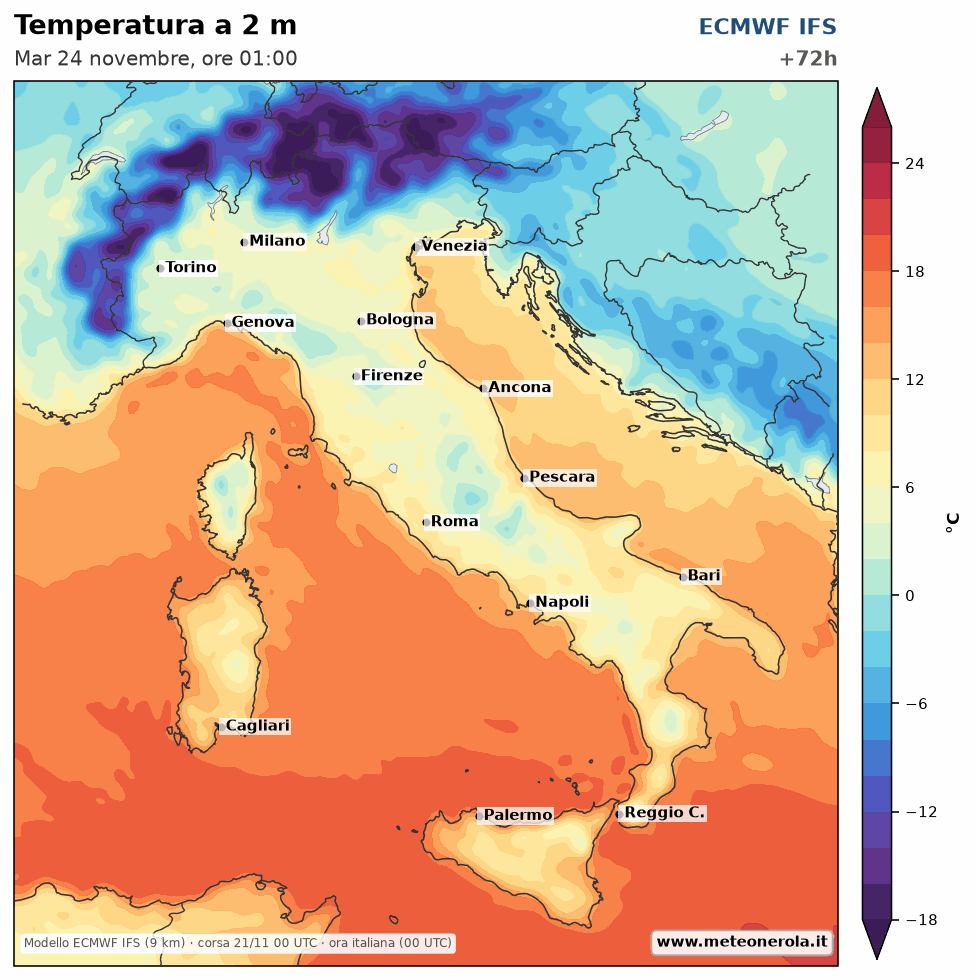 Temperatura a 2 m
ECMWF IFS
Mar 24 novembre, ore 01:00
+72h
24
18
12
6
0
−6
−12
−18
°C
Milano
Venezia
Torino
Genova
Bologna
Firenze
Ancona
Pescara
Roma
Bari
Napoli
Cagliari
Palermo
Reggio C.
Modello ECMWF IFS (9 km) · corsa 21/11 00 UTC · ora italiana (00 UTC)
www.meteonerola.it